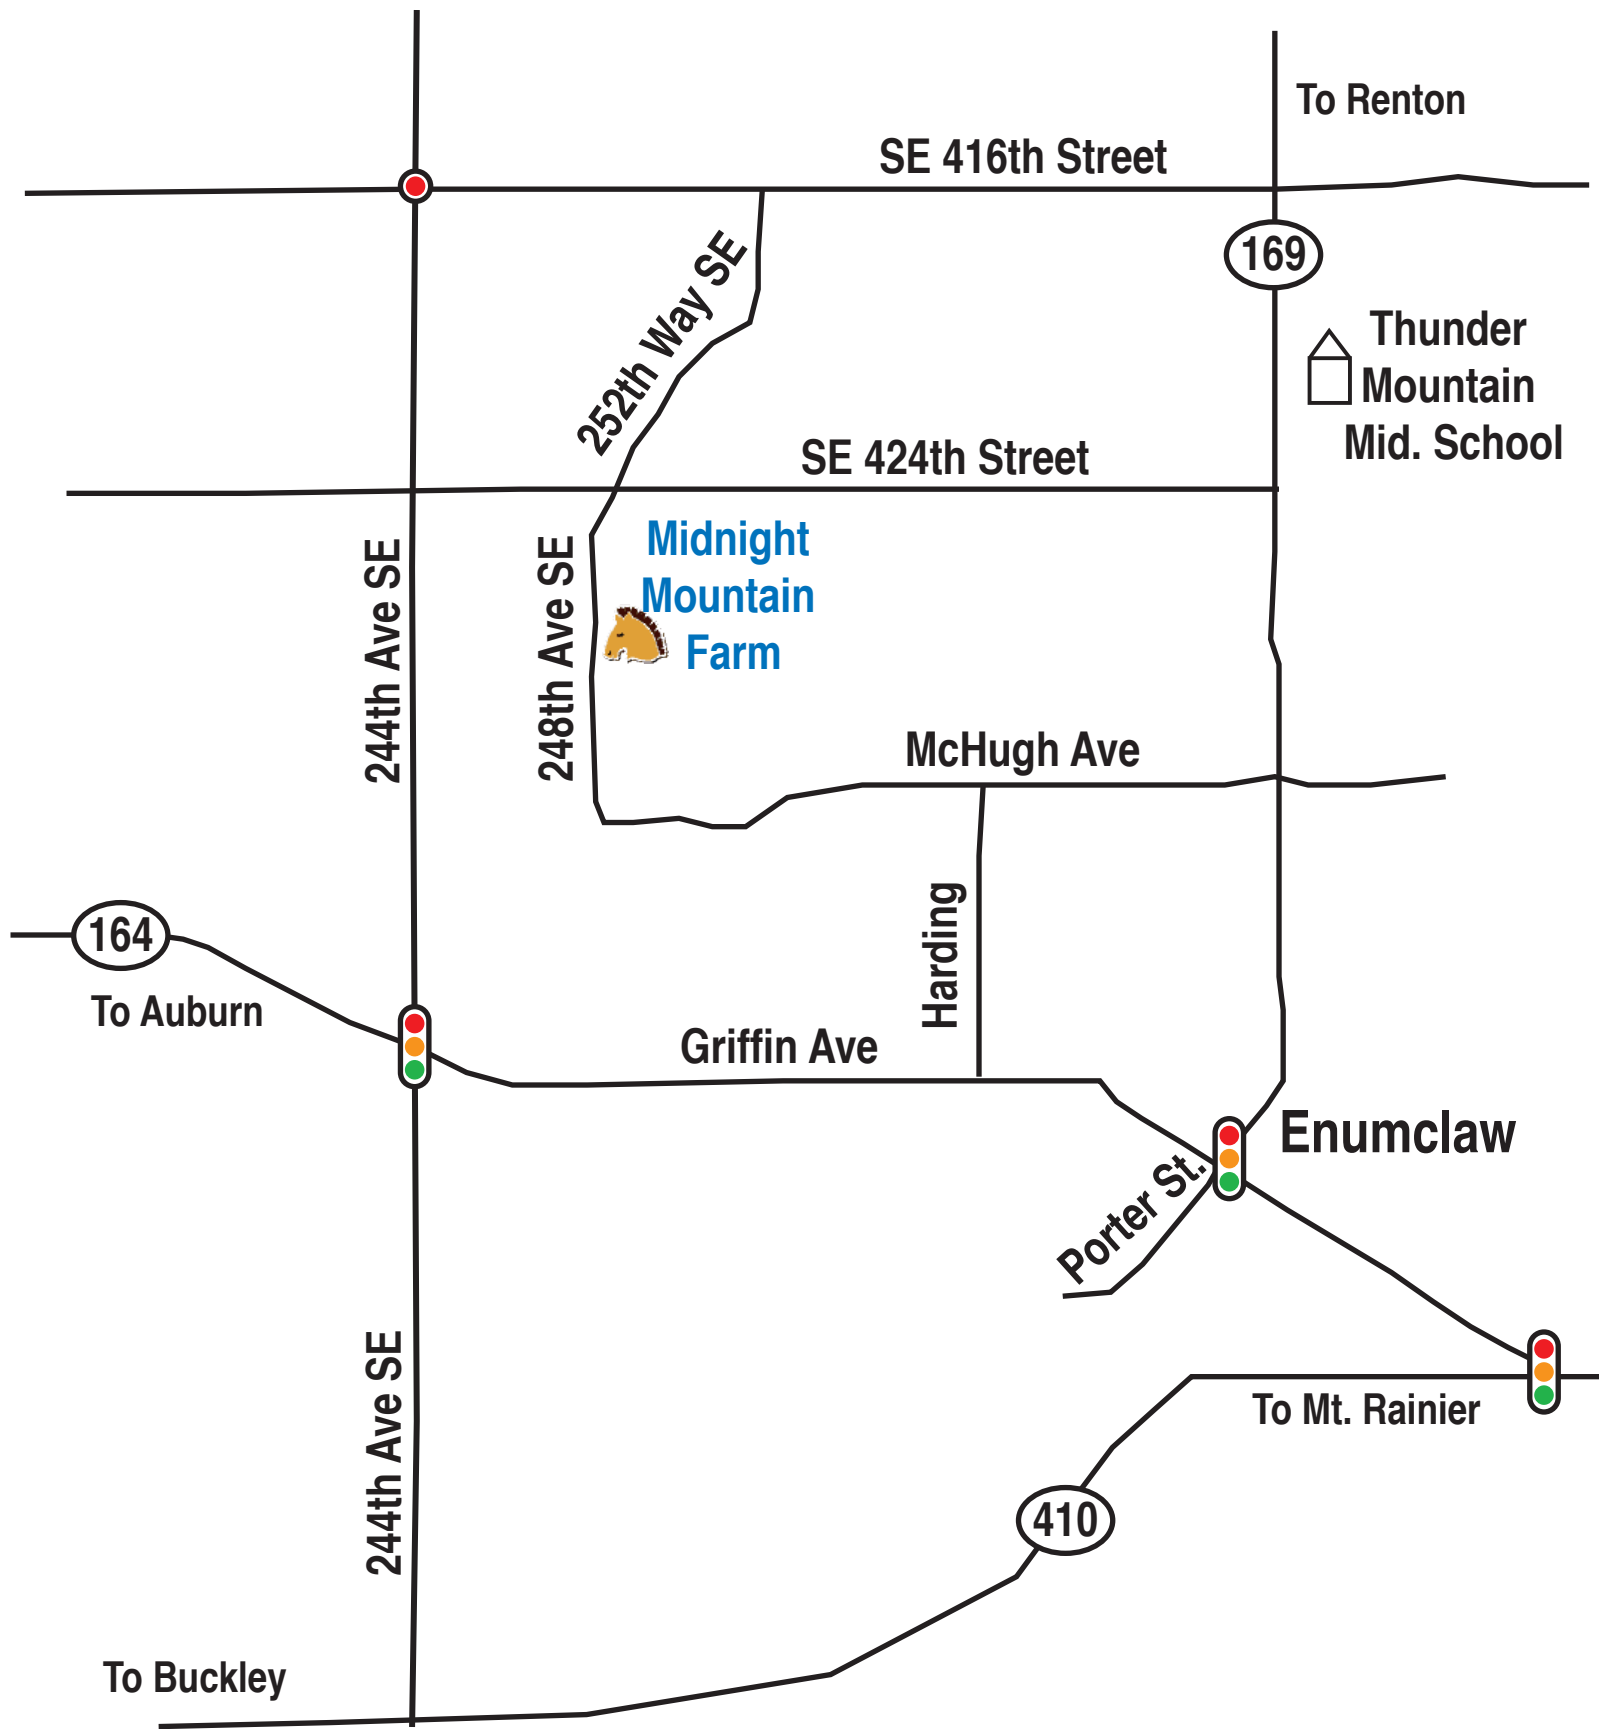 To Renton
SE 416th Street
169
252th Way SE
Thunder
Mountain
Mid. School
SE 424th Street
Midnight
Mountain
Farm
244th Ave SE
248th Ave SE
McHugh Ave
164
To Auburn
Harding
Griffin Ave
Enumclaw
Porter St.
244th Ave SE
To Mt. Rainier
410
To Buckley